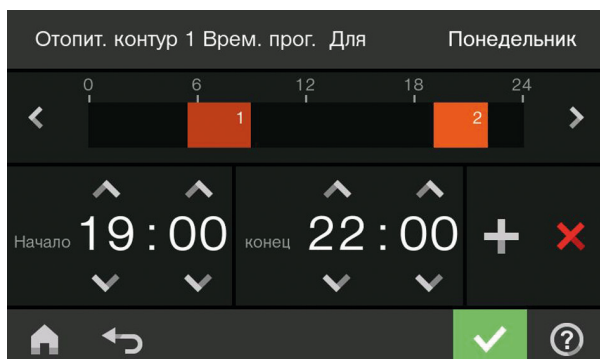 Отопит. контур 1 Врем. прог. Для Понедельник
0 6 12 18 24
1 2
Начало 19 : 00 конец 22 : 00
?